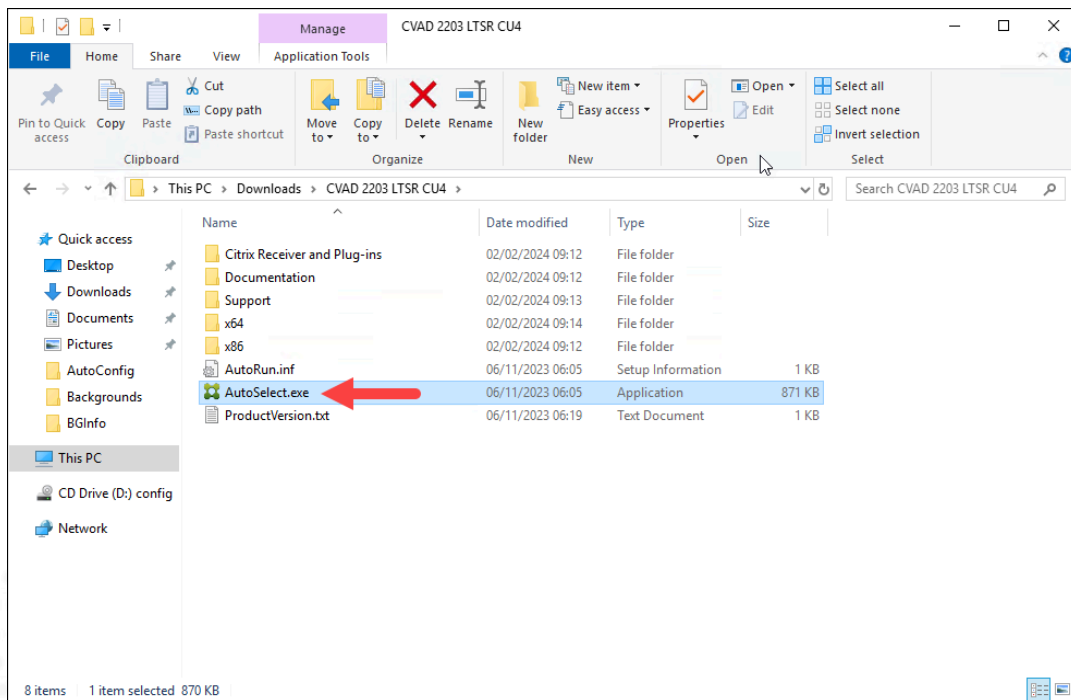 Manage
CVAD 2203 LTSR CU4
File Home Share View Application Tools
Pin to Quick access
Copy
Paste
Cut
Copy path
Paste shortcut
Clipboard
Move to
Copy to
Delete
Rename
Organize
New folder
New item
Easy access
New
Properties
Open
Edit
Open
Select all
Select none
Invert selection
Select
This PC > Downloads > CVAD 2203 LTSR CU4 >
Search CVAD 2203 LTSR CU4
Quick access
Desktop
Downloads
Documents
Pictures
AutoConfig
Backgrounds
BGInfo
This PC
CD Drive (D:) config
Network
Name Date modified Type Size
Citrix Receiver and Plug-ins 02/02/2024 09:12 File folder
Documentation 02/02/2024 09:12 File folder
Support 02/02/2024 09:13 File folder
x64 02/02/2024 09:14 File folder
x86 02/02/2024 09:12 File folder
AutoRun.inf 06/11/2023 06:05 Setup Information 1 KB
AutoSelect.exe 06/11/2023 06:05 Application 871 KB
ProductVersion.txt 06/11/2023 06:19 Text Document 1 KB
8 items 1 item selected 870 KB